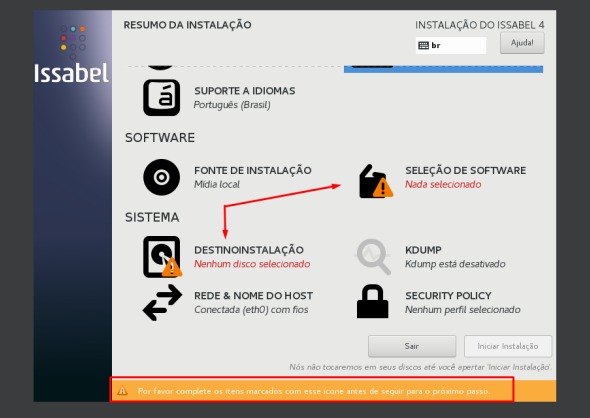 RESUMO DA INSTALAÇÃO
INSTALAÇÃO DO ISSABEL 4
br
Ajuda!
Issabel
SUPORTE A IDIOMAS
Português (Brasil)
SOFTWARE
FONTE DE INSTALAÇÃO
Mídia local
SELEÇÃO DE SOFTWARE
Nada selecionado
SISTEMA
DESTINOINSTALAÇÃO
Nenhum disco selecionado
KDUMP
Kdump está desativado
REDE & NOME DO HOST
Conectada (eth0) com fios
SECURITY POLICY
Nenhum perfil selecionado
Sair
Iniciar Instalação
Nós não tocaremos em seus discos até você apertar 'Iniciar Instalação'.
Por favor complete os itens marcados com esse ícone antes de seguir para o próximo passo.